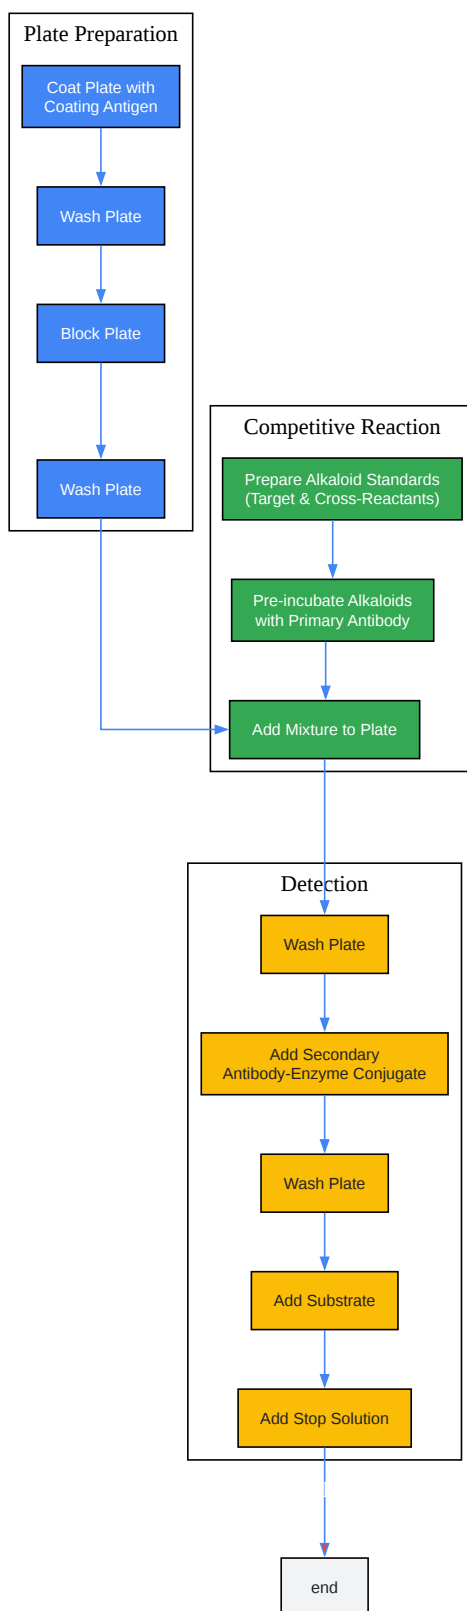 Plate Preparation
Coat Plate with
Coating Antigen
Wash Plate
Block Plate
Wash Plate
Competitive Reaction
Prepare Alkaloid Standards
(Target & Cross-Reactants)
Pre-incubate Alkaloids
with Primary Antibody
Add Mixture to Plate
Detection
Wash Plate
Add Secondary
Antibody-Enzyme Conjugate
Wash Plate
Add Substrate
Add Stop Solution
end